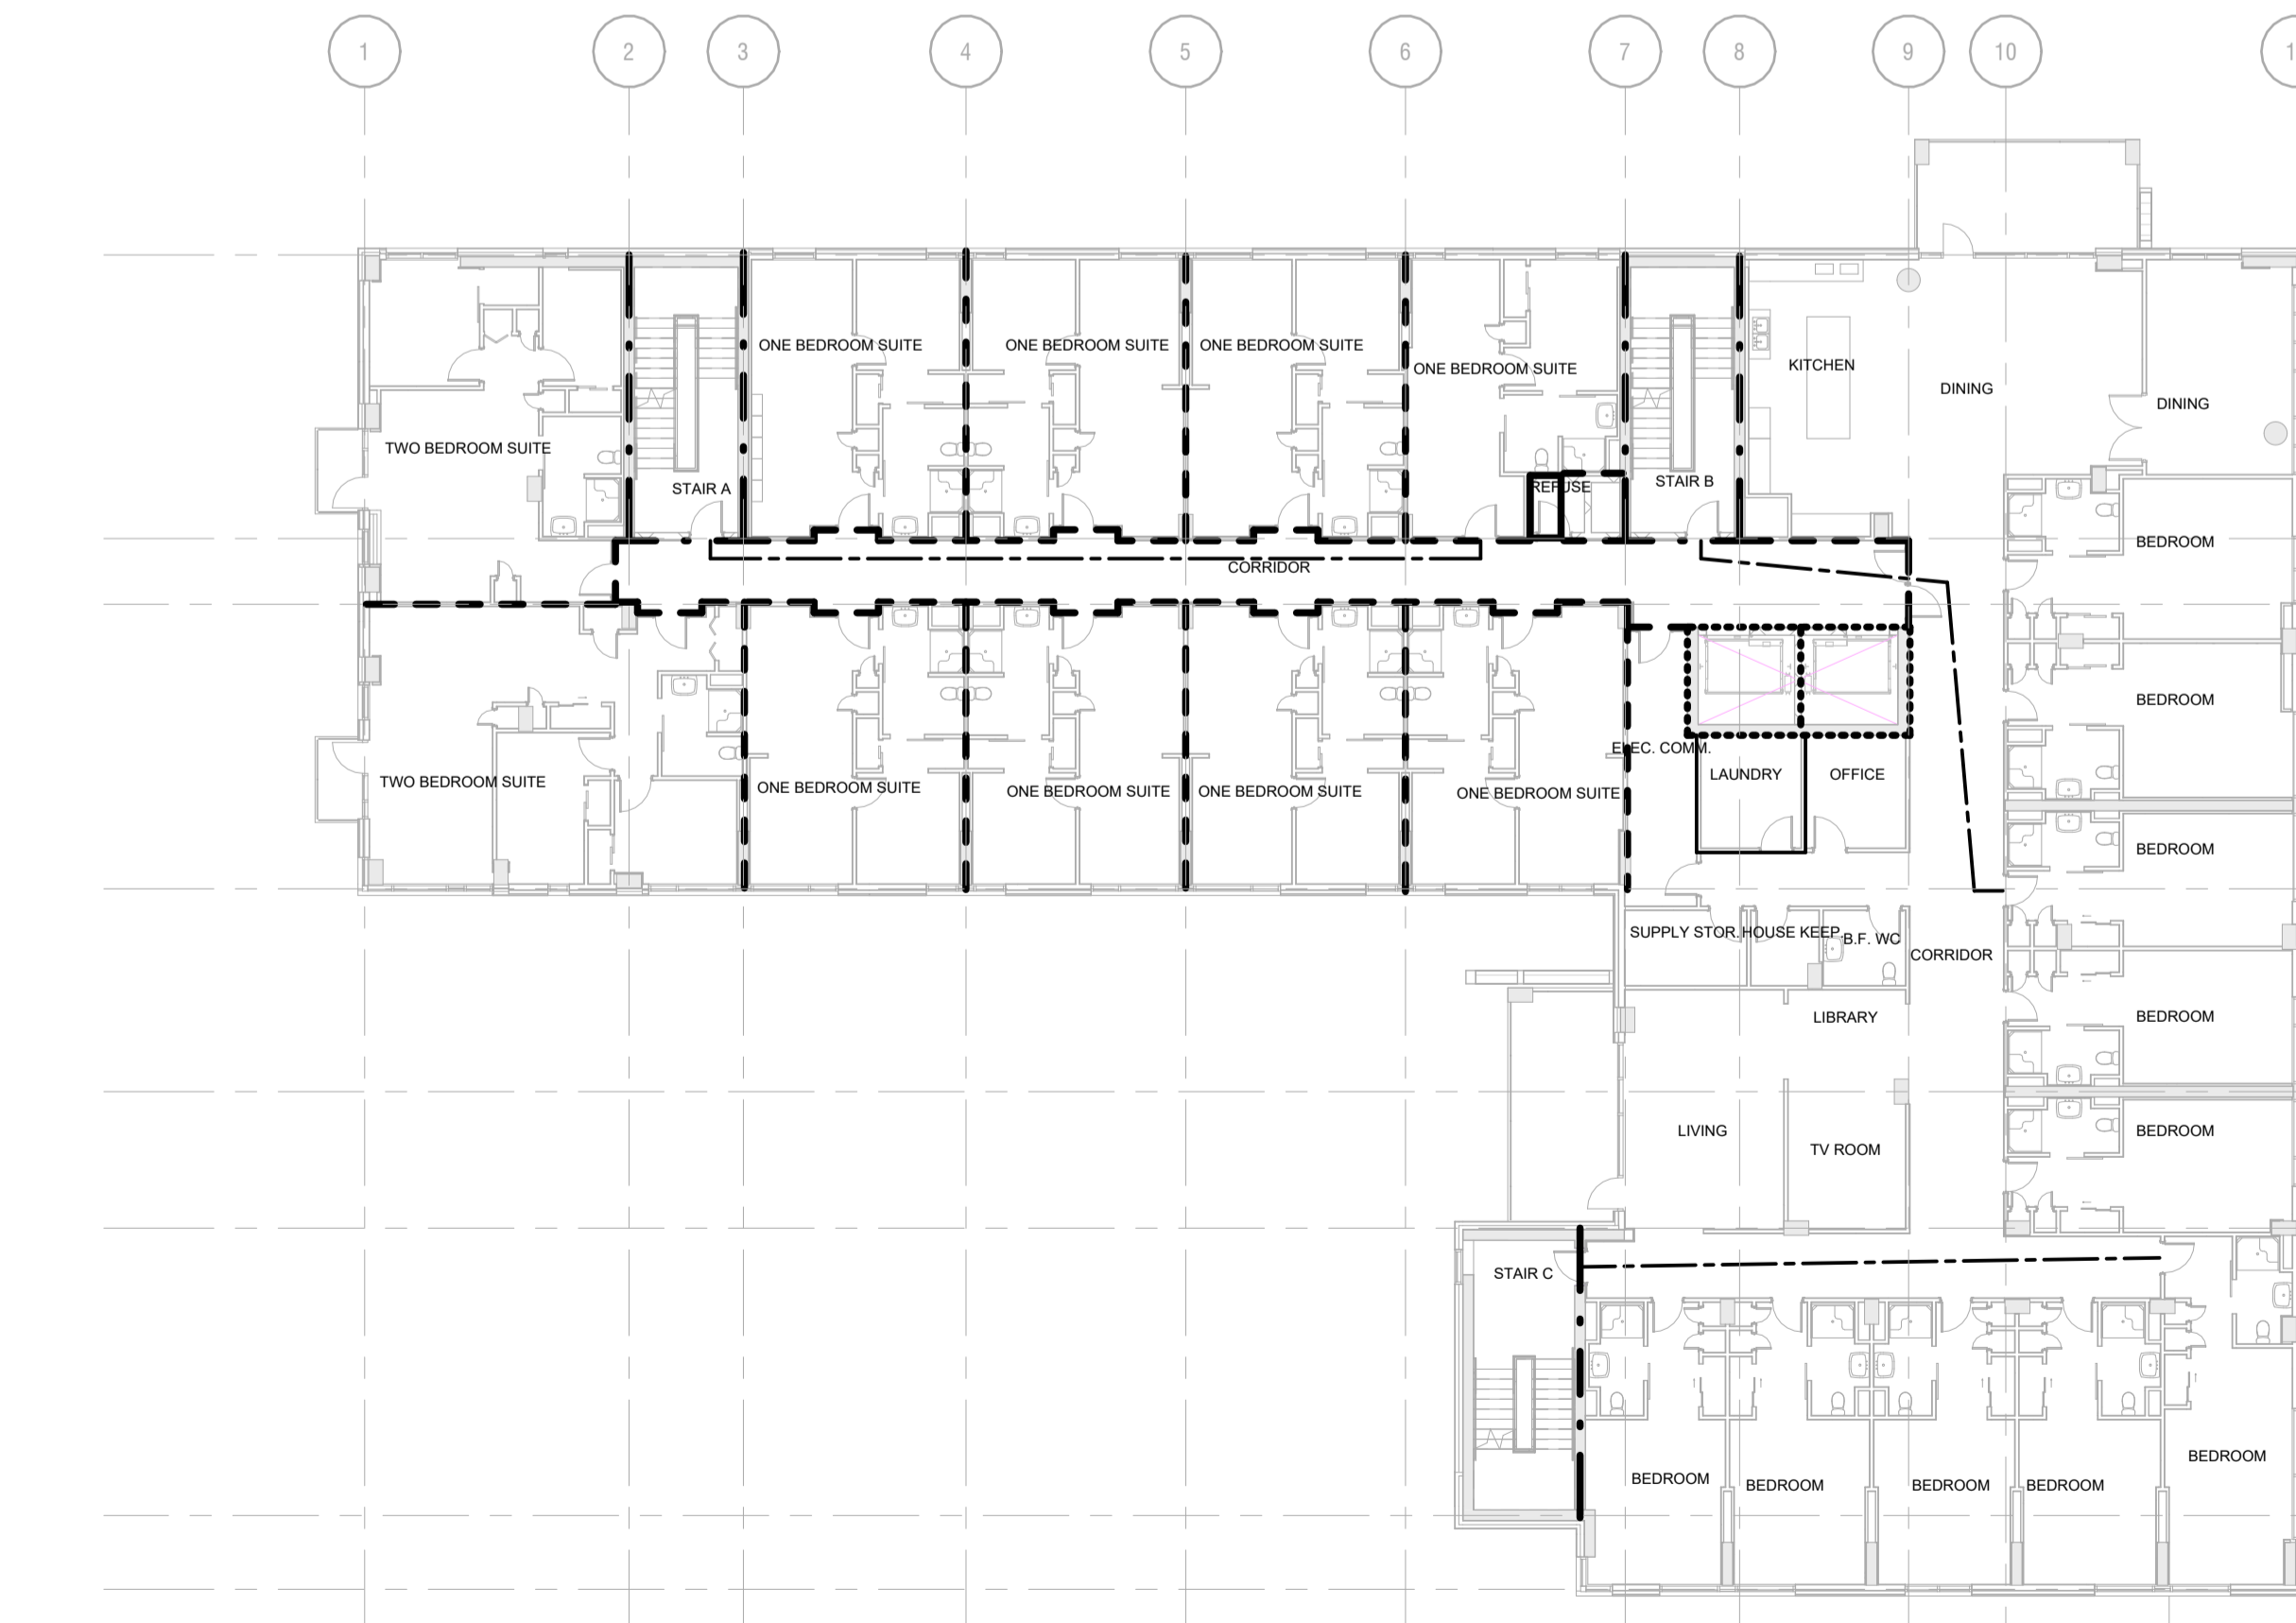 1 2 3 4 5 6 7 8 9 10
ONE BEDROOM SUITE ONE BEDROOM SUITE ONE BEDROOM SUITE
ONE BEDROOM SUITE
KITCHEN
DINING
DINING
TWO BEDROOM SUITE
STAIR A
REFUSE
STAIR B
BEDROOM
CORRIDOR
BEDROOM
ELEC. COMM.
LAUNDRY
OFFICE
TWO BEDROOM SUITE
ONE BEDROOM SUITE
ONE BEDROOM SUITE
ONE BEDROOM SUITE
ONE BEDROOM SUITE
BEDROOM
SUPPLY STOR.
HOUSE KEEP.
B.F. WC
CORRIDOR
LIBRARY
BEDROOM
LIVING
TV ROOM
BEDROOM
STAIR C
BEDROOM
BEDROOM
BEDROOM
BEDROOM
BEDROOM